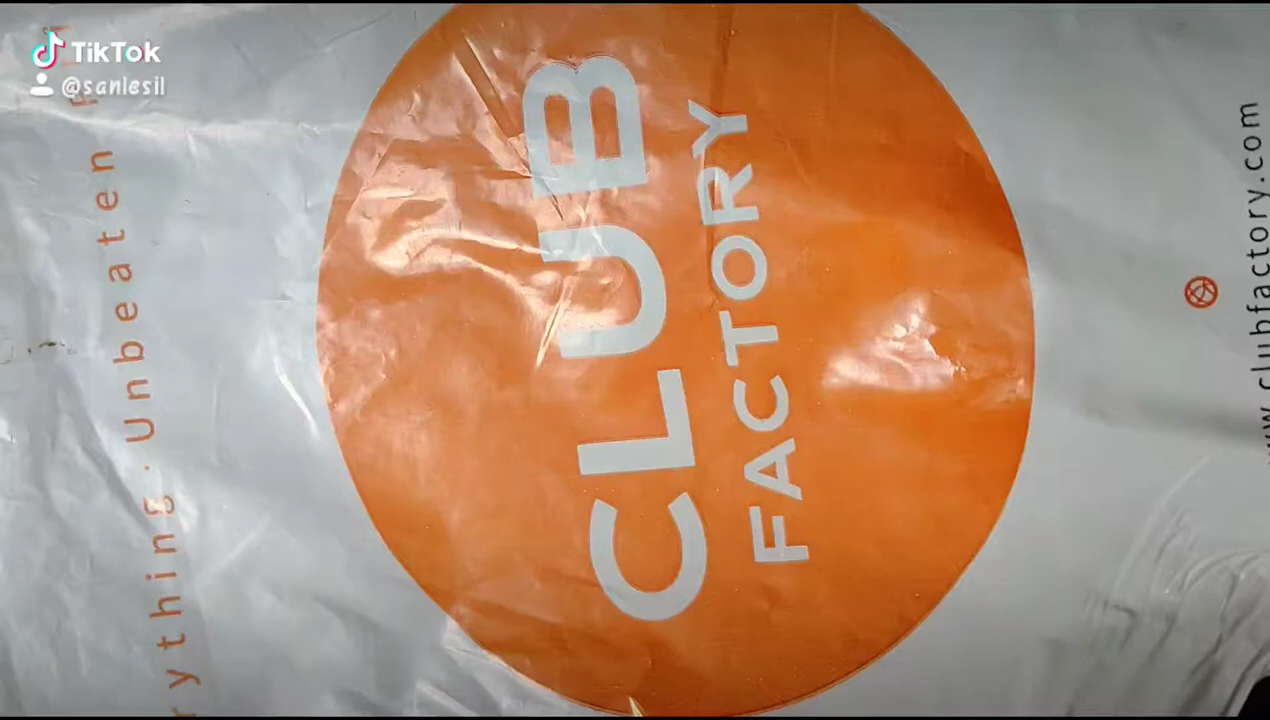 TikTok
@sanlesil
rything. Unbeaten
CLUB
FACTORY
www.clubfactory.com